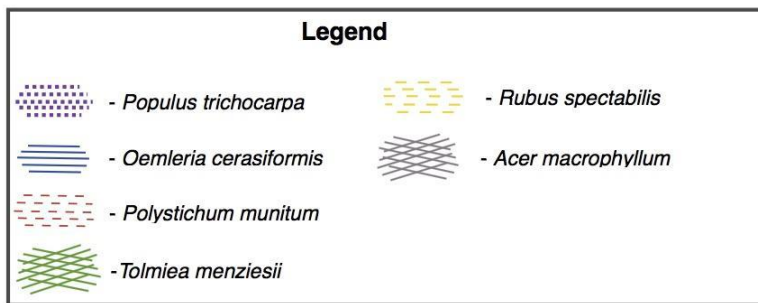 Legend
- Populus trichocarpa
- Oemleria cerasiformis
- Polystichum munitum
- Tolmiea menziesii
- Rubus spectabilis
- Acer macrophyllum